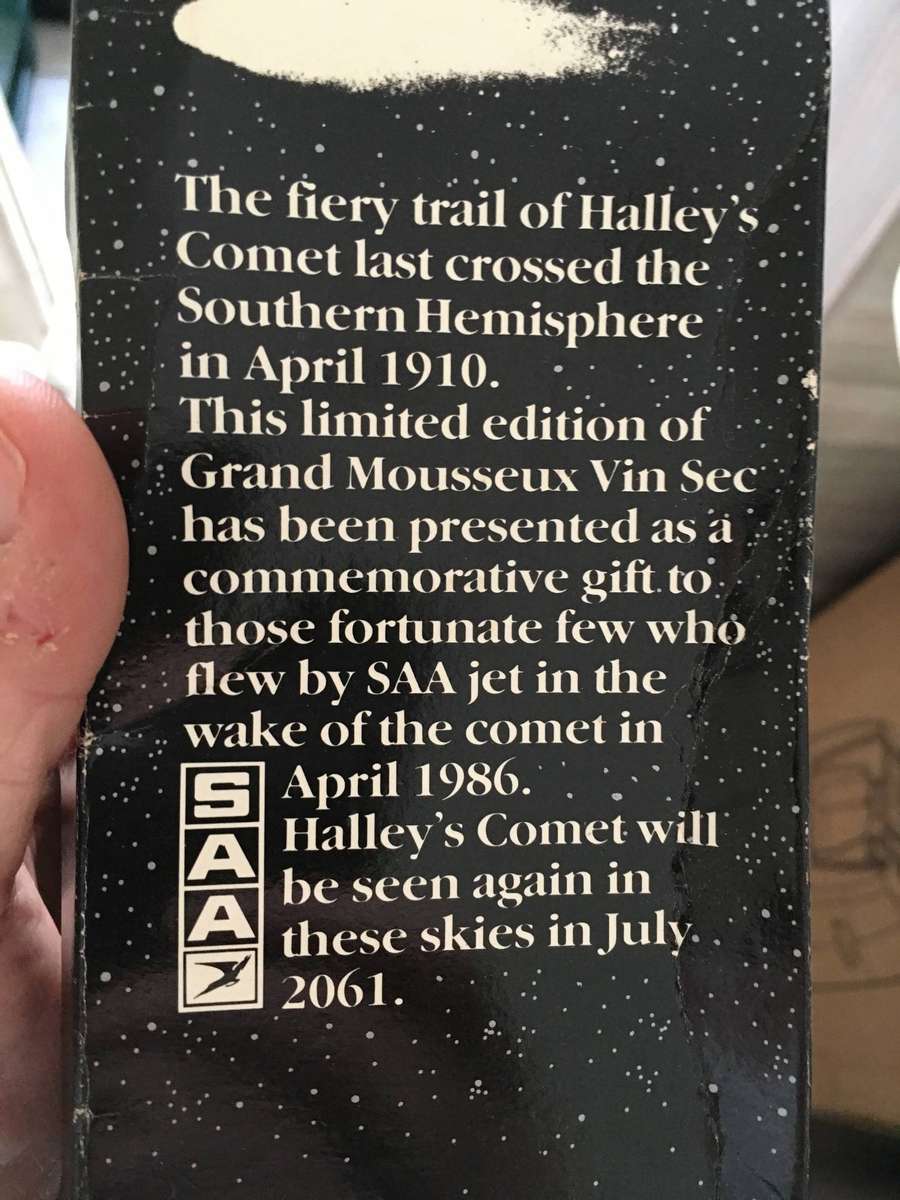 The fiery trail of Halley's
Comet last crossed the
Southern Hemisphere
in April 1910.
This limited edition of
Grand Mousseux Vin Sec
has been presented as a
commemorative gift to
those fortunate few who
flew by SAA jet in the
wake of the comet in
April 1986.
Halley's Comet will
be seen again in
these skies in July
2061.
SAA